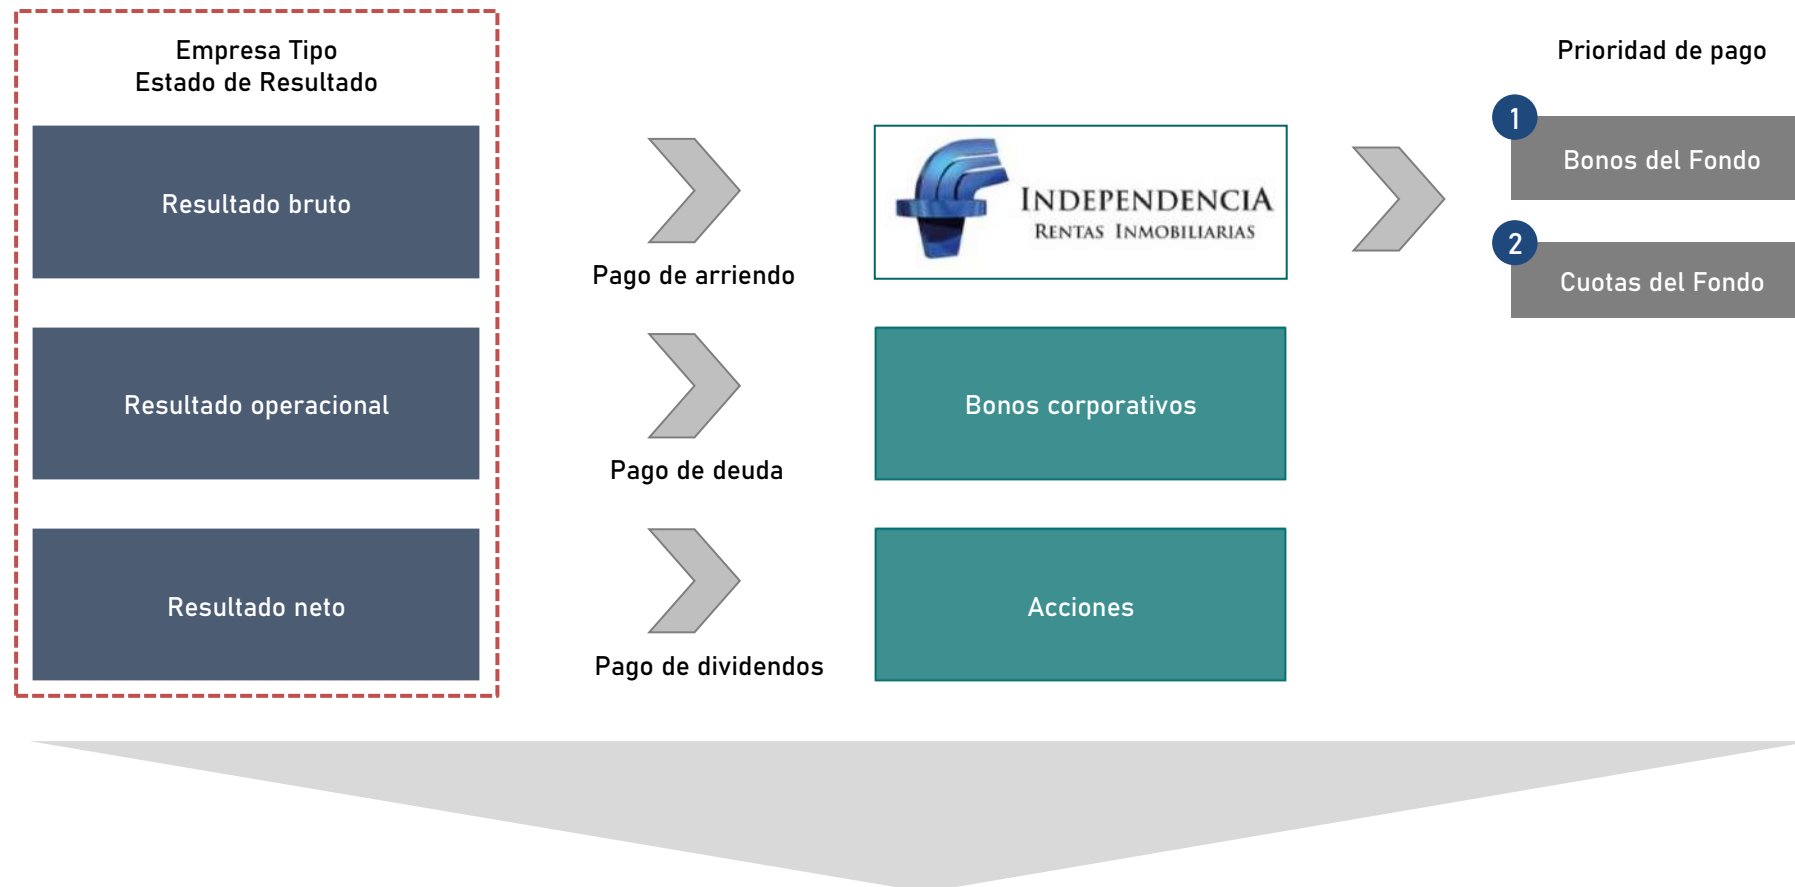 Empresa Tipo
Estado de Resultado
Prioridad de pago
Resultado bruto
Pago de arriendo
INDEPENDENCIA
RENTAS INMOBILIARIAS
1
Bonos del Fondo
2
Cuotas del Fondo
Resultado operacional
Pago de deuda
Bonos corporativos
Resultado neto
Pago de dividendos
Acciones